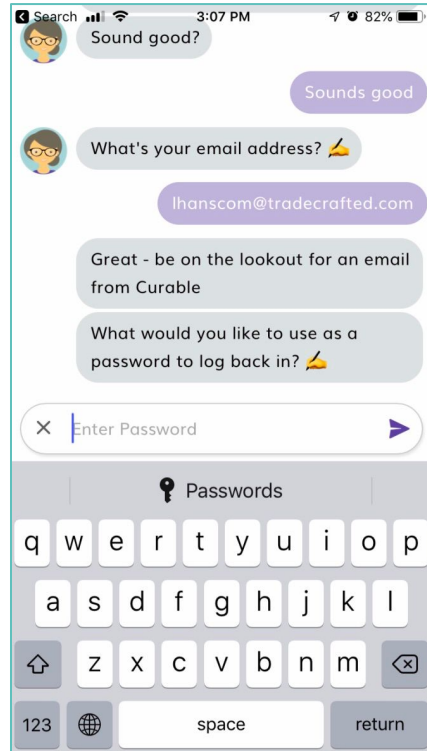 Search 3:07 PM 82%
Sound good?
Sounds good
What's your email address? ✍️
lhanscom@tradecrafted.com
Great - be on the lookout for an email
from Curable
What would you like to use as a
password to log back in? ✍️
Enter Password
Passwords
q w e r t y u i o p
a s d f g h j k l
z x c v b n m
123 space return